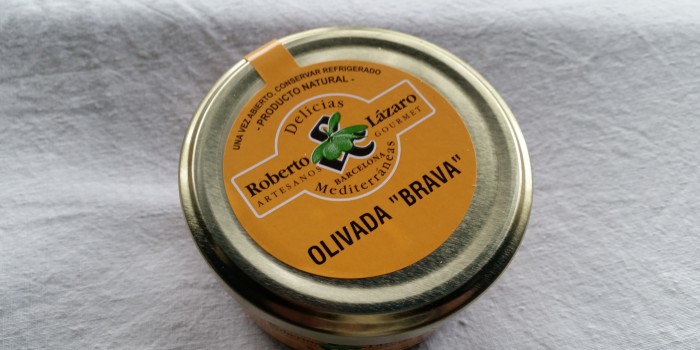 UNA VEZ ABIERTO, CONSERVAR REFRIGERADO
- PRODUCTO NATURAL -
Delicias
Roberto Lázaro
ARTESANOS GOURMET
BARCELONA
Mediterráneas
OLIVADA "BRAVA"